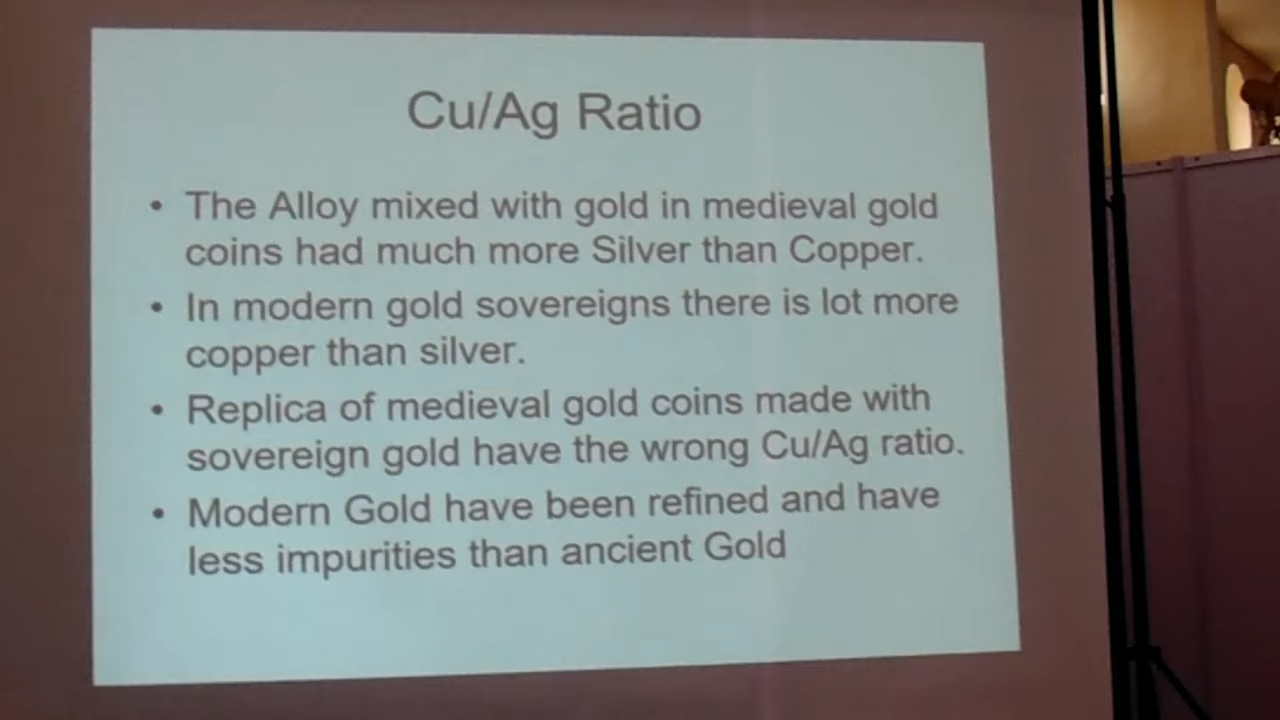 Cu/Ag Ratio
• The Alloy mixed with gold in medieval gold
coins had much more Silver than Copper.
• In modern gold sovereigns there is lot more
copper than silver.
• Replica of medieval gold coins made with
sovereign gold have the wrong Cu/Ag ratio.
• Modern Gold have been refined and have
less impurities than ancient Gold